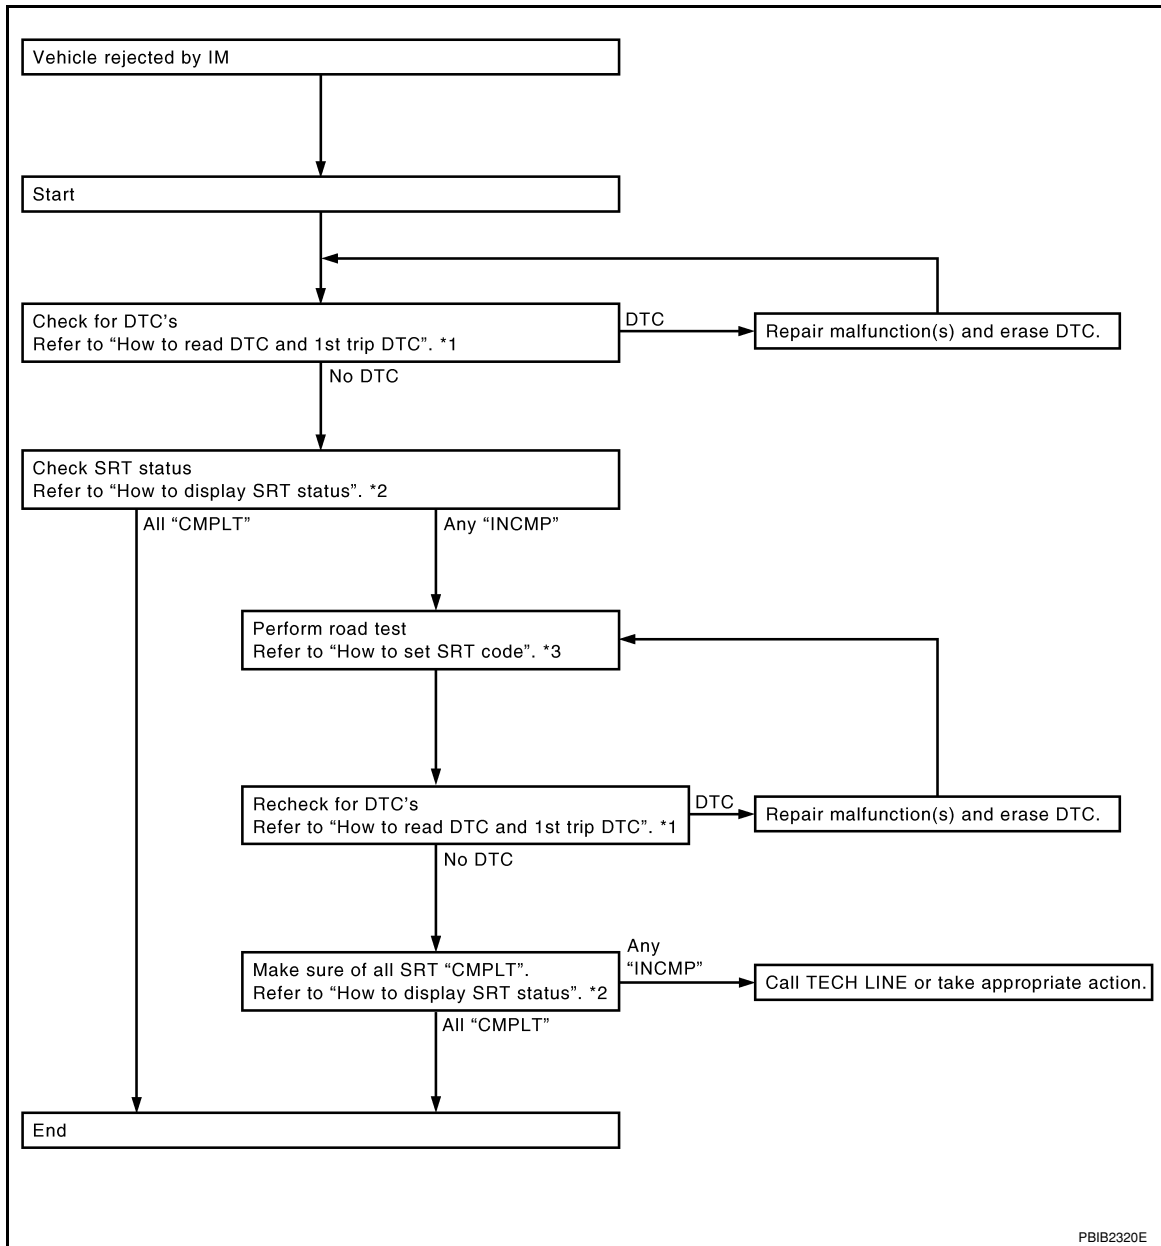 Vehicle rejected by IM
Start
Check for DTC's
Refer to “How to read DTC and 1st trip DTC”. *1
DTC
Repair malfunction(s) and erase DTC.
No DTC
Check SRT status
Refer to “How to display SRT status”. *2
All “CMPLT”
Any “INCMP”
Perform road test
Refer to “How to set SRT code”. *3
Recheck for DTC's
Refer to “How to read DTC and 1st trip DTC”. *1
DTC
Repair malfunction(s) and erase DTC.
No DTC
Make sure of all SRT “CMPLT”.
Refer to “How to display SRT status”. *2
Any
“INCMP”
Call TECH LINE or take appropriate action.
All “CMPLT”
End
PBIB2320E